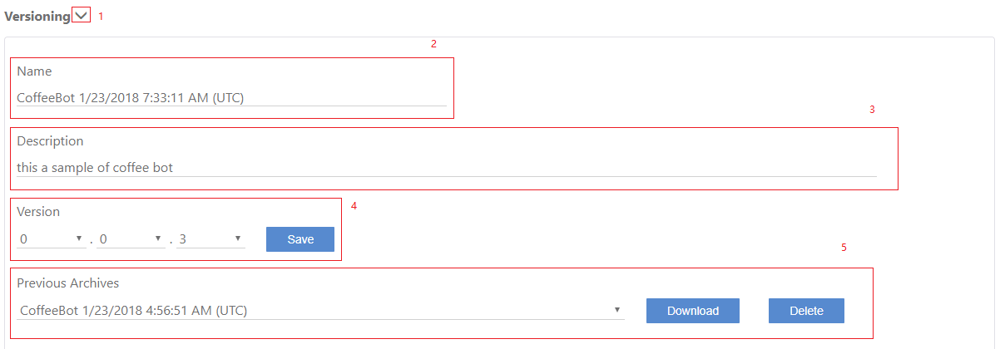 Versioning 1
2
Name
CoffeeBot 1/23/2018 7:33:11 AM (UTC)
3
Description
this a sample of coffee bot
4
Version
0 . 0 . 3 Save
5
Previous Archives
CoffeeBot 1/23/2018 4:56:51 AM (UTC) Download Delete